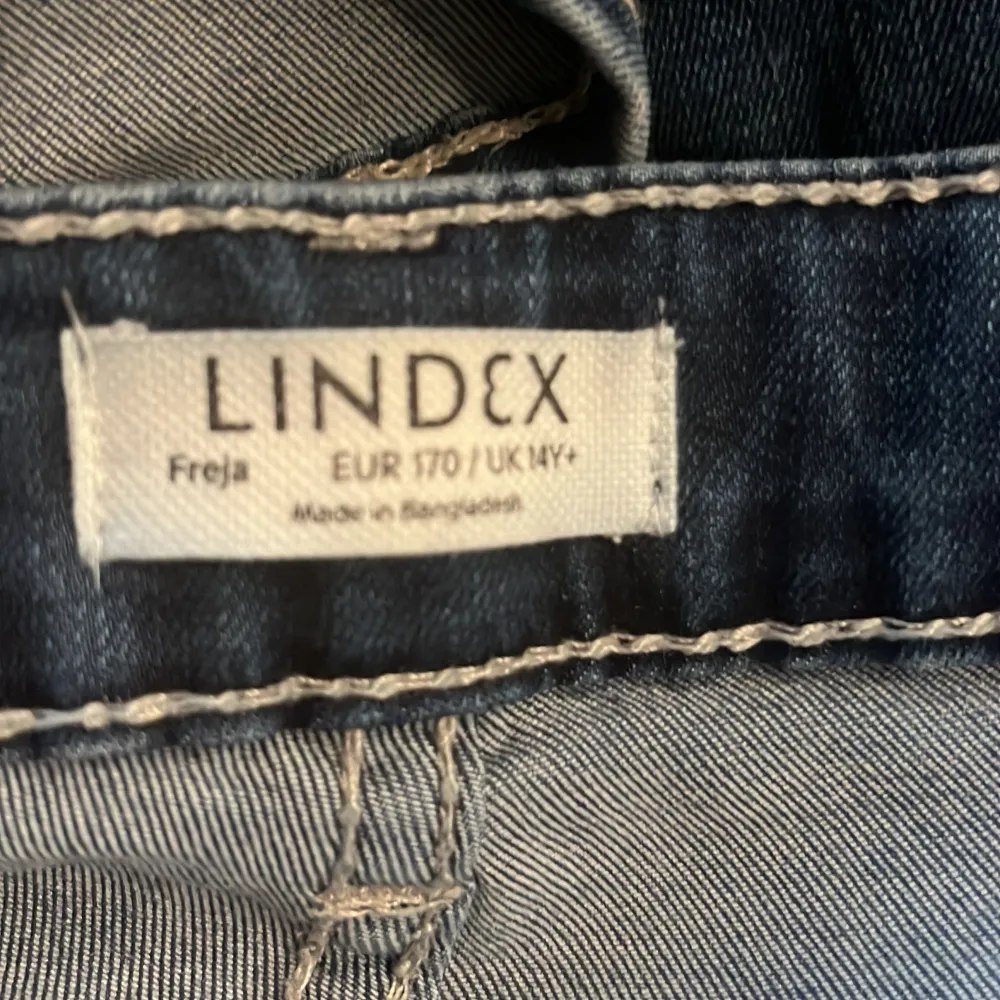 LINDEX
Freja EUR 170 / UK 14Y+
Made in Bangladesh